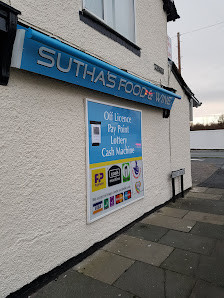 SUTHA'S FOOD & WINE
Off Licence
Pay Point
Lottery
Cash Machine